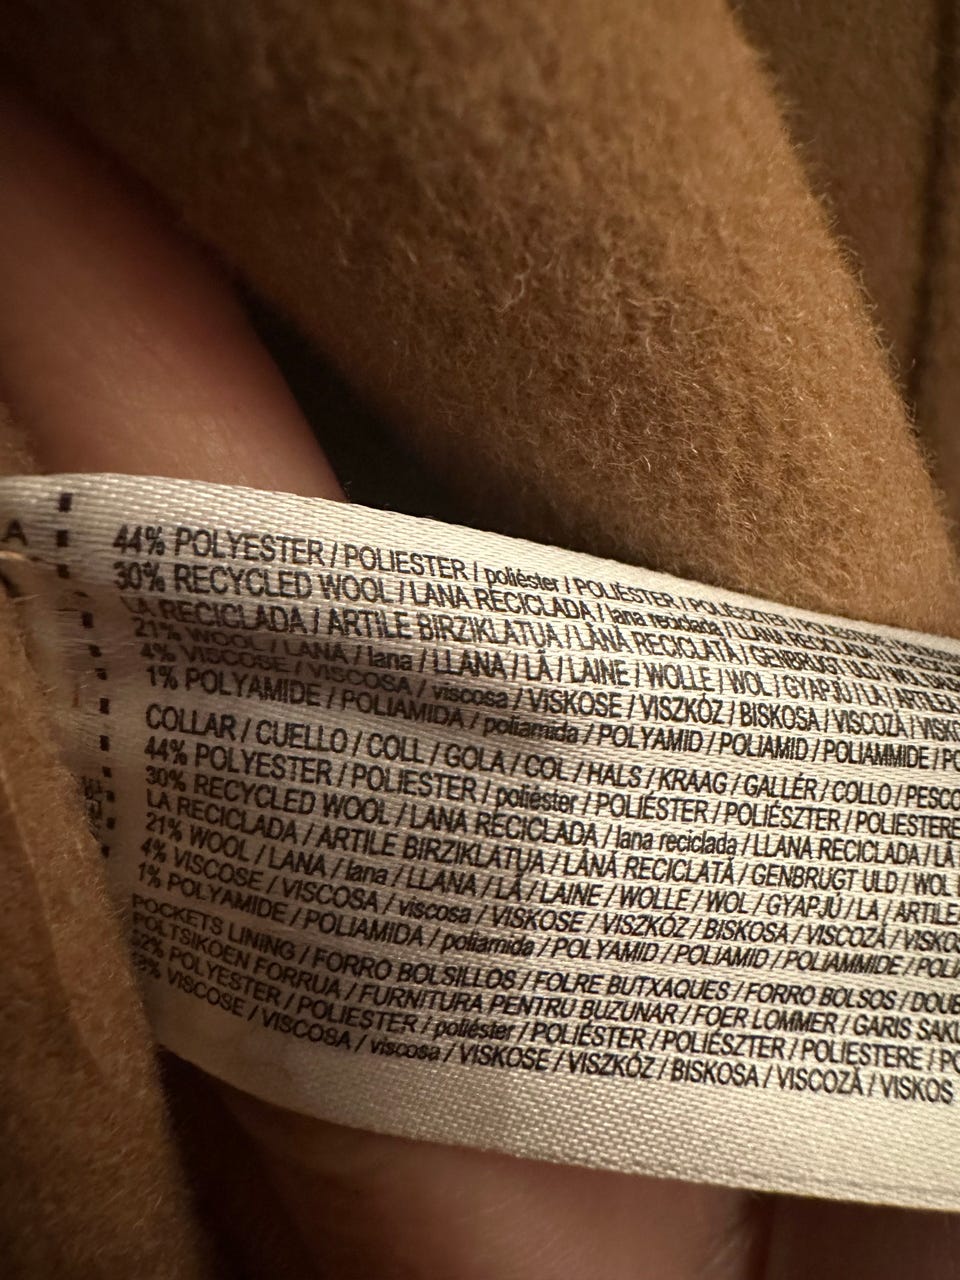 A
44% POLYESTER / POLIESTER / poliéster / POLIÉSTER / POLIÉSZTER / POLIESTERE
30% RECYCLED WOOL / LANA RECICLADA / lana reciclada / LLANA RECICLADA / LÃ RECICLADA
LA RECICLADA / ARTILE BIRZIKLATUA / LÂNĂ RECICLATĂ / GENBRUGT ULD / WOL
21% WOOL / LANA / lana / LLANA / LÃ / LAINE / WOLLE / WOL / GYAPJÚ / LA / ARTILEA
4% VISCOSE / VISCOSA / viscosa / VISKOSE / VISZKÓZ / BISKOSA / VISCOZĂ / VISKO
1% POLYAMIDE / POLIAMIDA / poliamida / POLYAMID / POLIAMID / POLIAMMIDE / PO
COLLAR / CUELLO / COLL / GOLA / COL / HALS / KRAAG / GALLÉR / COLLO / PESCO
44% POLYESTER / POLIESTER / poliéster / POLIÉSTER / POLIÉSZTER / POLIESTERE
30% RECYCLED WOOL / LANA RECICLADA / lana reciclada / LLANA RECICLADA / LÃ
LA RECICLADA / ARTILE BIRZIKLATUA / LÂNĂ RECICLATĂ / GENBRUGT ULD / WOL
21% WOOL / LANA / lana / LLANA / LÃ / LAINE / WOLLE / WOL / GYAPJÚ / LA / ARTILE
4% VISCOSE / VISCOSA / viscosa / VISKOSE / VISZKÓZ / BISKOSA / VISCOZĂ / VISKO
1% POLYAMIDE / POLIAMIDA / poliamida / POLYAMID / POLIAMID / POLIAMMIDE / POLI
POCKETS LINING / FORRO BOLSILLOS / FOLRE BUTXAQUES / FORRO BOLSOS / DOUB
POLTSIKOEN FORRUA / FURNITURA PENTRU BUZUNAR / FOER LOMMER / GARIS SAKU
POLYESTER / POLIESTER / poliéster / POLIÉSTER / POLIÉSZTER / POLIESTERE / PO
VISCOSE / VISCOSA / viscosa / VISKOSE / VISZKÓZ / BISKOSA / VISCOZĂ / VISKOS